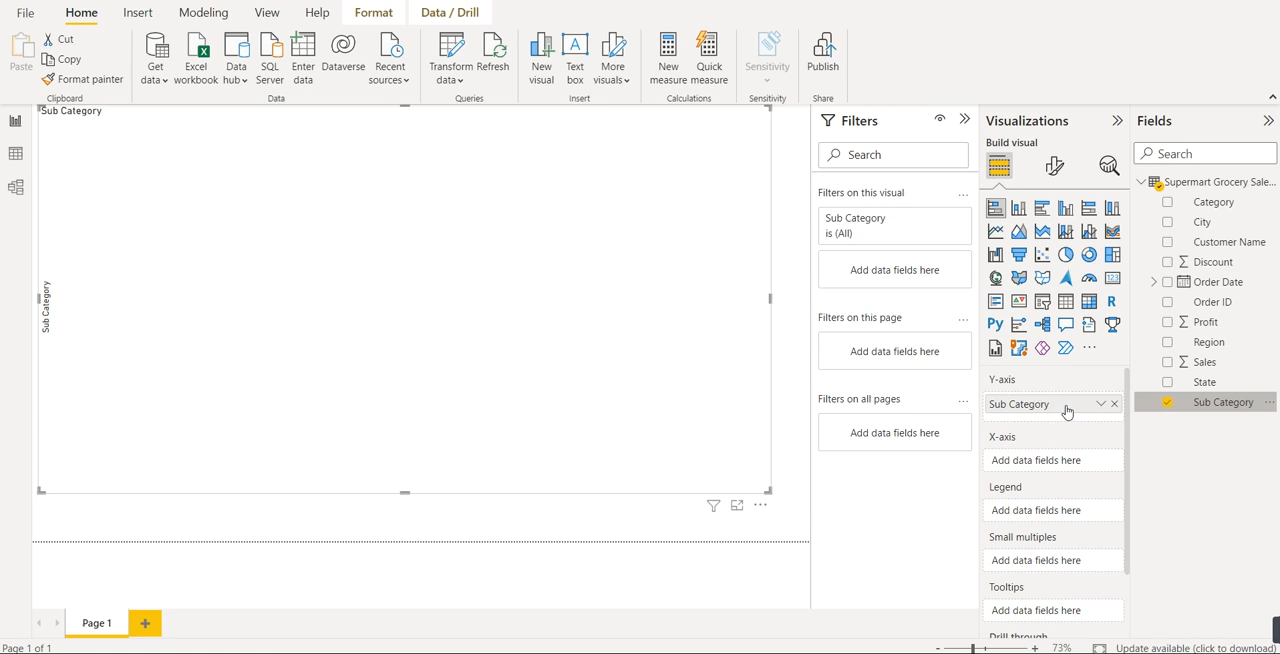 File Home Insert Modeling View Help Format Data / Drill
Paste
Cut
Copy
Format painter
Clipboard
Get data
Excel workbook
Data hub
SQL Server
Enter data
Dataverse
Recent sources
Data
Transform data
Refresh
Queries
New visual
Text box
More visuals
Insert
New measure
Quick measure
Calculations
Sensitivity
Sensitivity
Publish
Share
Sub Category
Sub Category
Filters
Search
Filters on this visual ...
Sub Category
is (All)
Add data fields here
Filters on this page ...
Add data fields here
Filters on all pages ...
Add data fields here
Visualizations
Build visual
123
R
Py
...
Y-axis
Sub Category
X-axis
Add data fields here
Legend
Add data fields here
Small multiples
Add data fields here
Tooltips
Add data fields here
Drill through
Fields
Search
Supermart Grocery Sale...
Category
City
Customer Name
∑ Discount
Order Date
Order ID
∑ Profit
Region
∑ Sales
State
Sub Category ...
...
Page 1 +
Page 1 of 1
- + 73%
Update available (click to download)